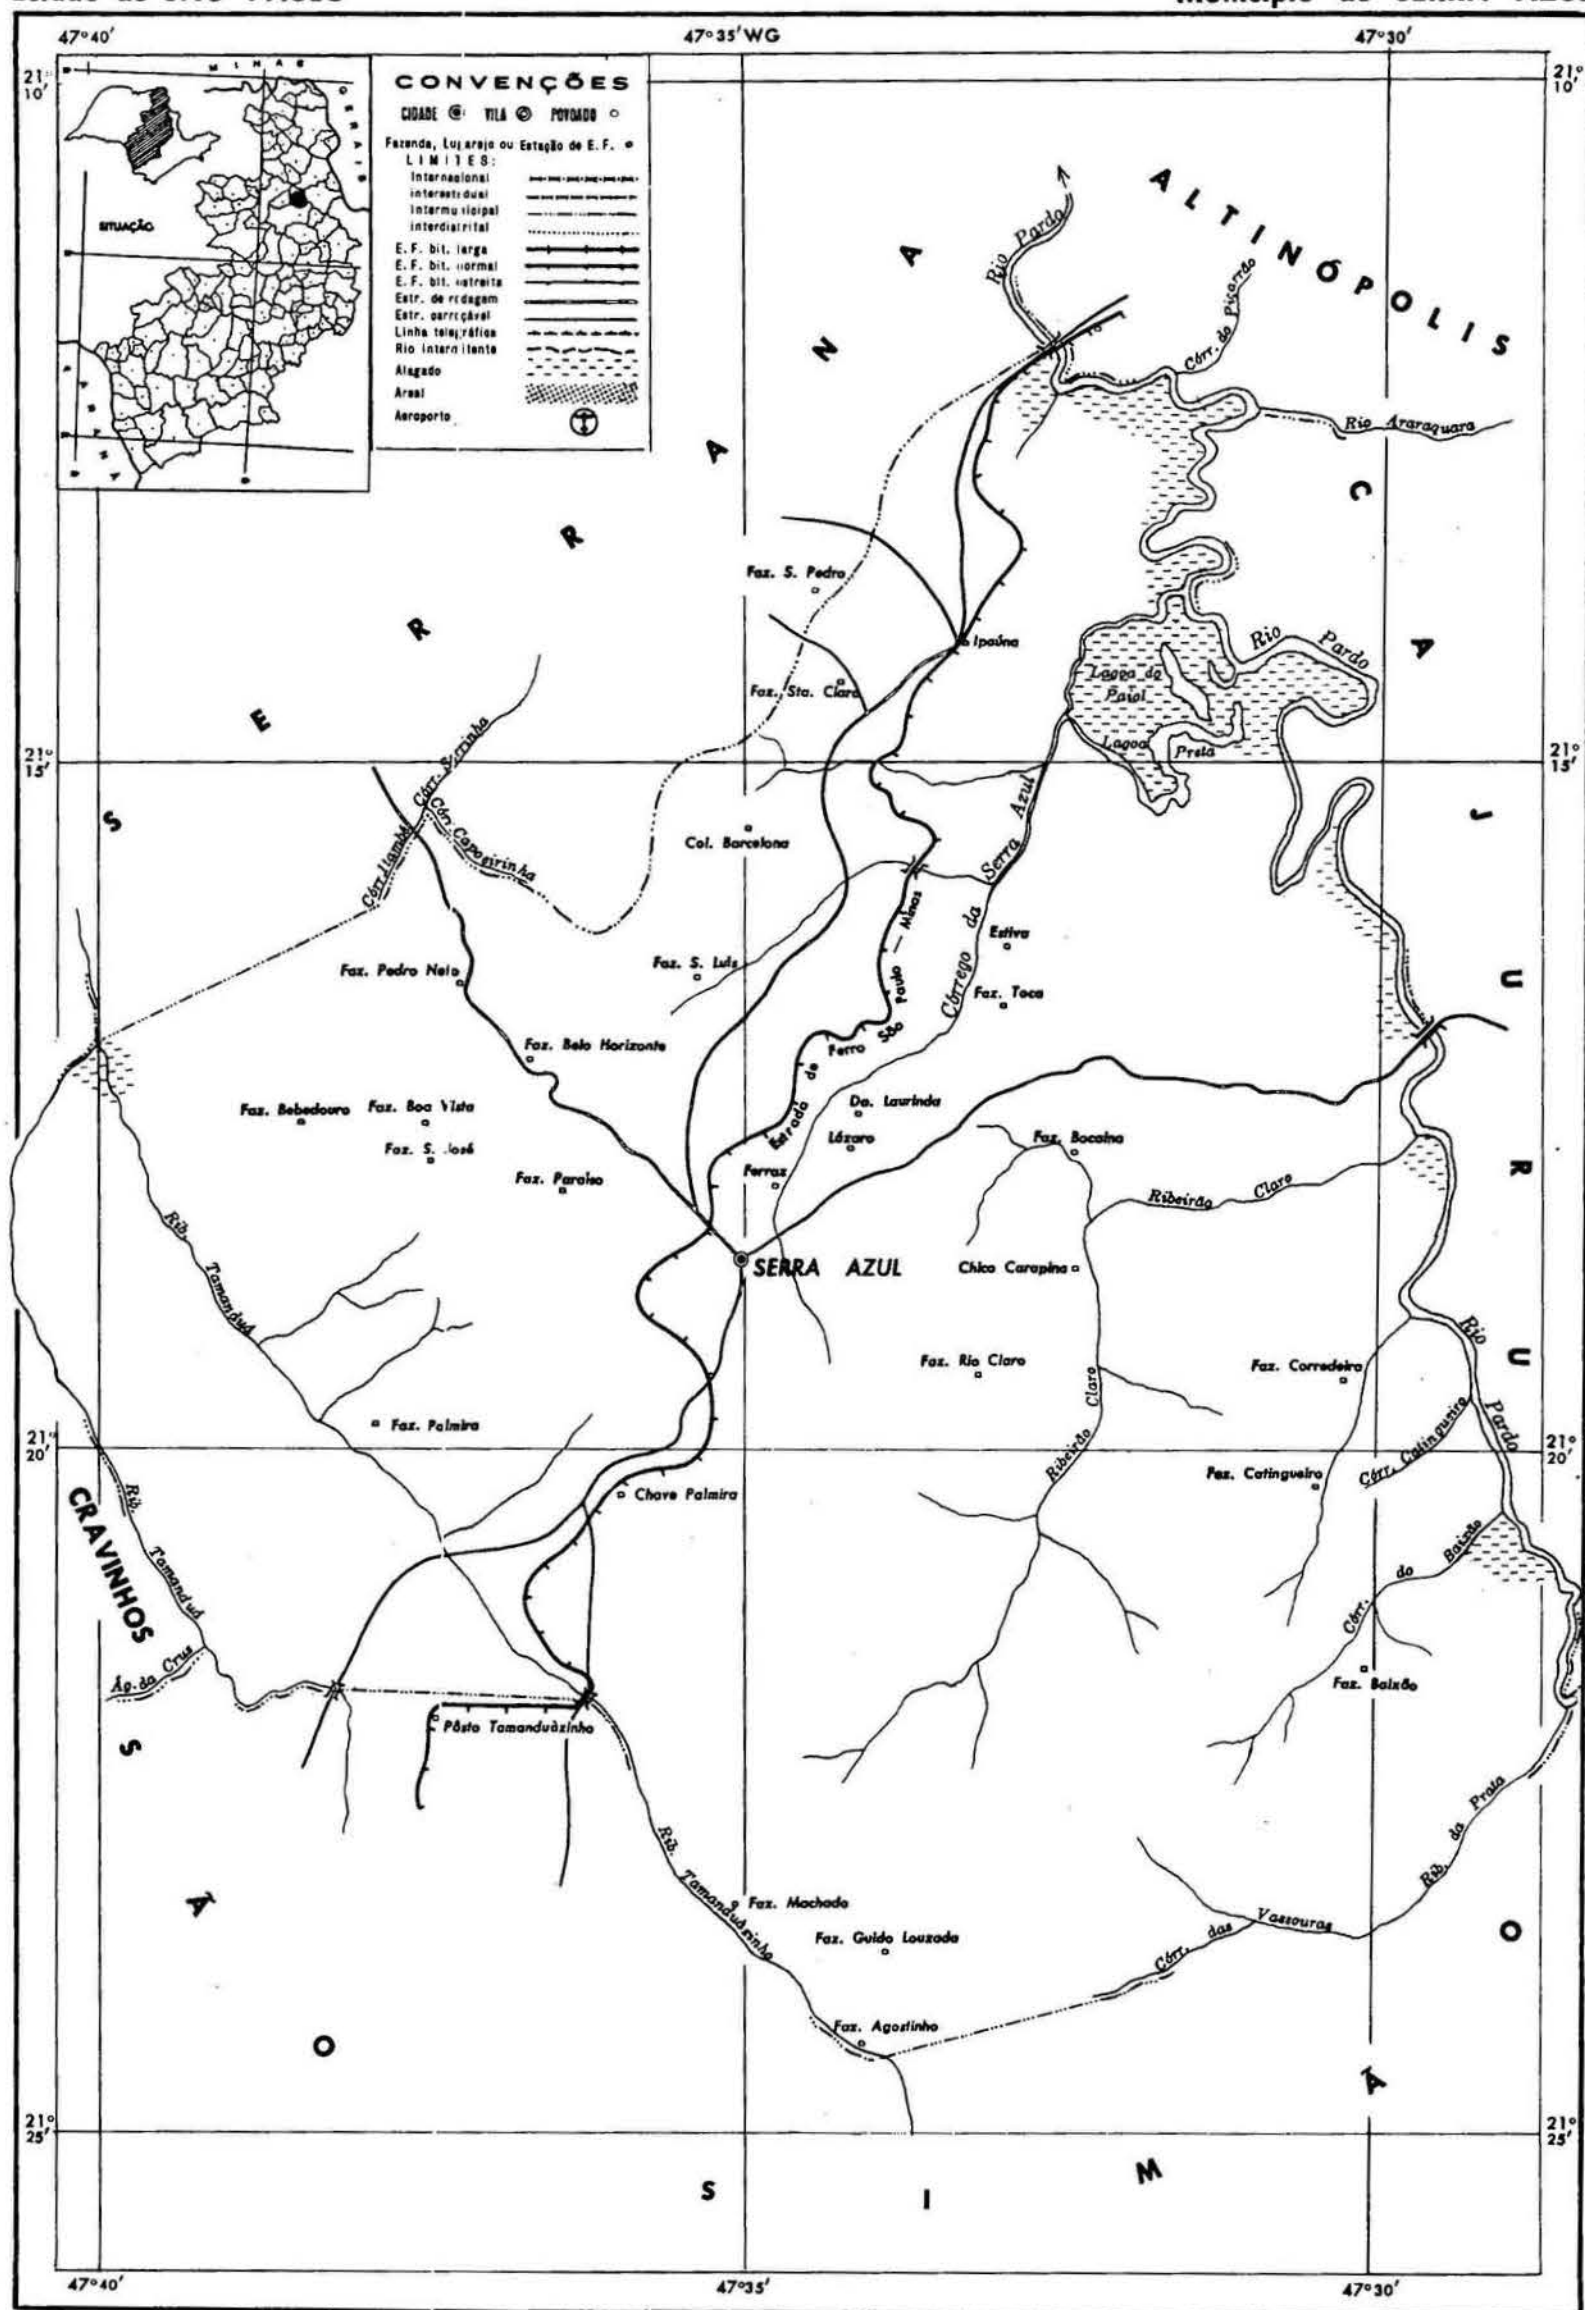 47°40'
47°35'WG
47°30'
21°
10'
21°
10'
MINAS
GERAIS
SITUAÇÃO
PARANÁ
CONVENÇÕES
CIDADE VILA POVOADO
Fazenda, Lugarejo ou Estação de E.F.
LIMITES:
Internacional
interestadual
Intermunicipal
interdistrital
E. F. bit. larga
E. F. bit. normal
E. F. bit. estreita
Estr. de rodagem
Estr. carroçável
Linha telegráfica
Rio intermitente
Alagado
Areal
Aeroporto
ALTINÓPOLIS
SERRANA
CAJURU
Rio Pardo
Córr. do Piçarrão
Rio Araraquara
Faz. S. Pedro
Ipaúna
Rio Pardo
Faz. Sta. Clara
Lagoa do
Paiol
Lagoa Preta
Córr. Serrinha
21°
15'
21°
15'
Córr. Capoeirinha
Col. Barcelona
Córrego da Serra Azul
Estrada de Ferro São Paulo — Minas
Estiva
Faz. S. Luis
Faz. Pedro Nelo
Faz. Toca
Faz. Belo Horizonte
Faz. Bebedouro
Faz. Boa Vista
Da. Laurinda
Faz. S. José
Lázaro
Faz. Bocaina
Faz. Paraíso
Ferraz
Ribeirão Claro
Rib. Tamanduá
SERRA AZUL
Chico Carapina
Rio Pardo
Faz. Rio Claro
Faz. Corredeira
Ribeirão Claro
Faz. Palmira
21°
20'
21°
20'
Córr. Catingueiro
Faz. Catingueiro
Chave Palmira
CRAVINHOS
Rib. Tamanduá
Córr. do Baixão
Ág. da Crus
Faz. Baixão
Pôsto Tamanduàzinho
Rib. da Prata
Rib. Tamanduàzinho
Faz. Machado
Faz. Guido Louzada
Córr. das Vassouras
Faz. Agostinho
21°
25'
21°
25'
SÃO SIMÃO
47°40'
47°35'
47°30'